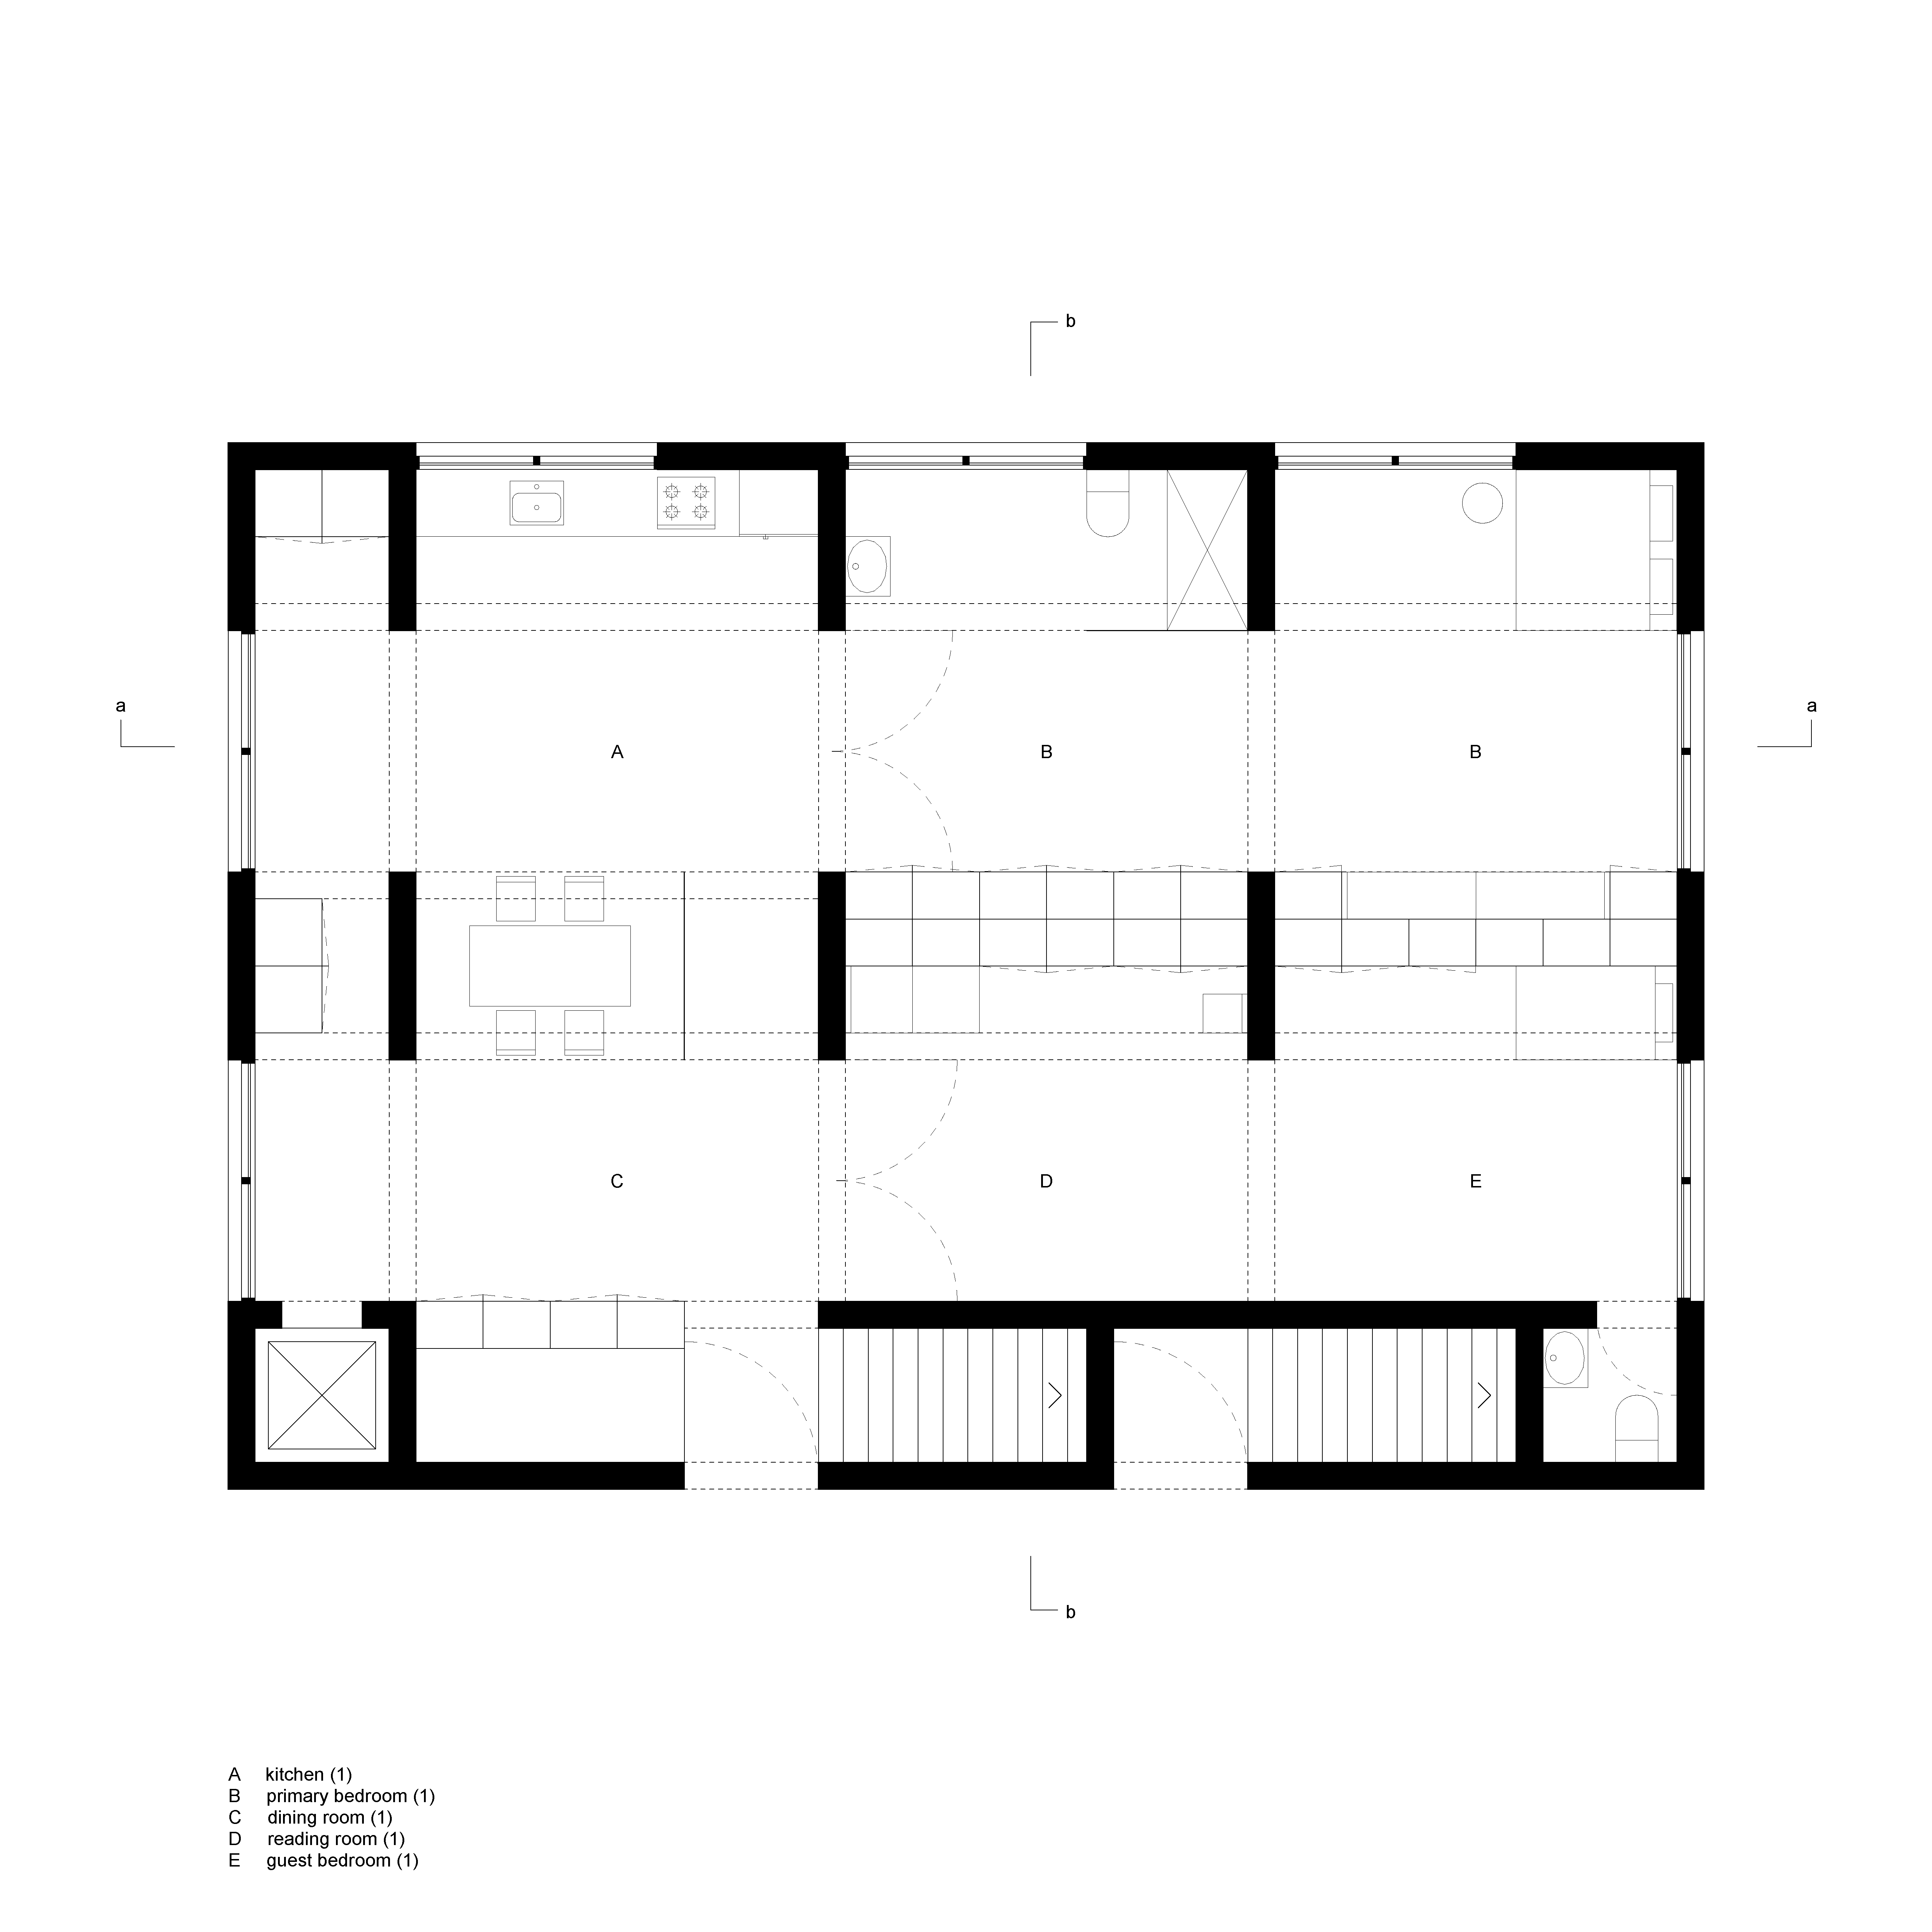 b
a
a
A
B
B
C
D
E
b
A kitchen (1)
B primary bedroom (1)
C dining room (1)
D reading room (1)
E guest bedroom (1)